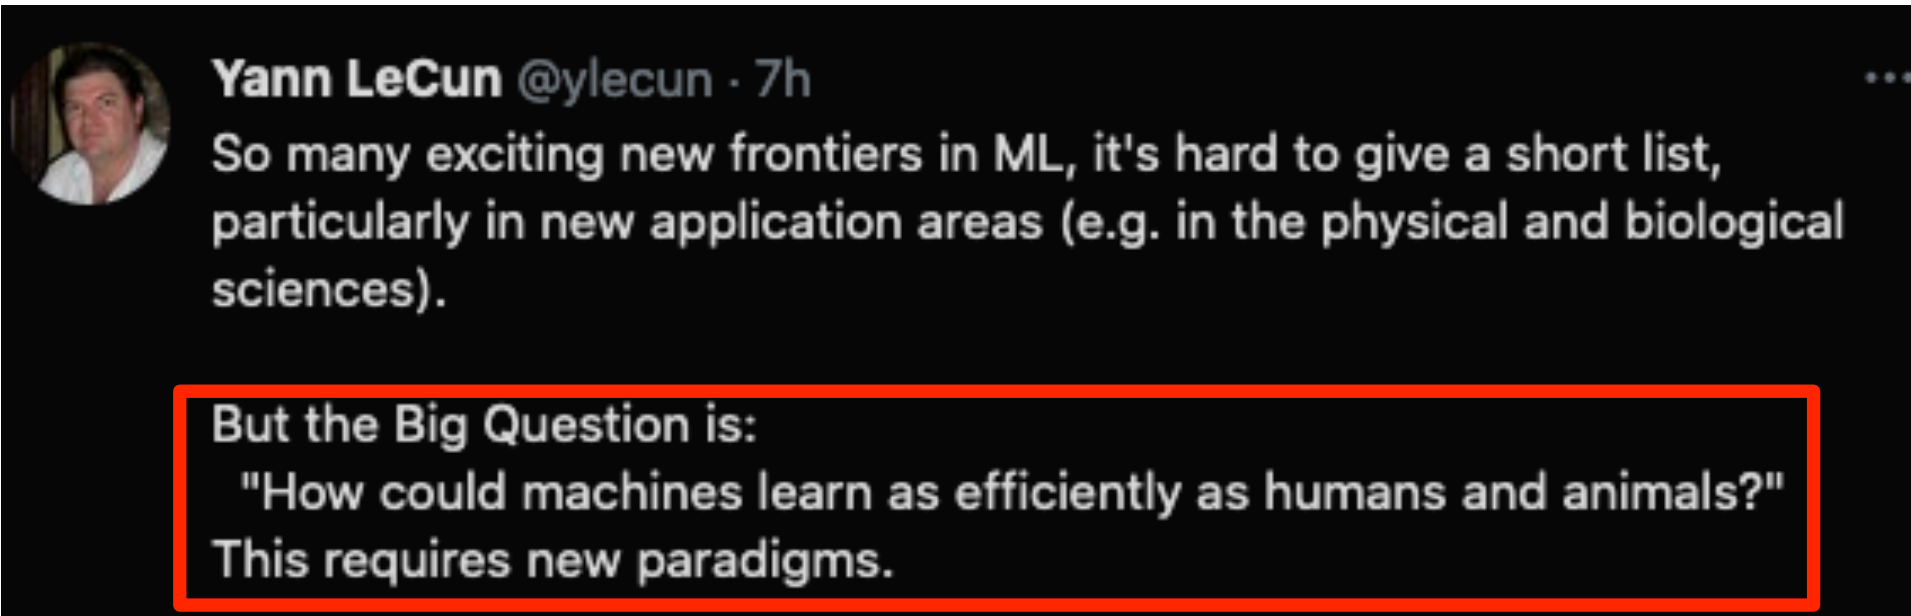 Yann LeCun @ylecun · 7h
So many exciting new frontiers in ML, it's hard to give a short list,
particularly in new application areas (e.g. in the physical and biological
sciences).
But the Big Question is:
"How could machines learn as efficiently as humans and animals?"
This requires new paradigms.